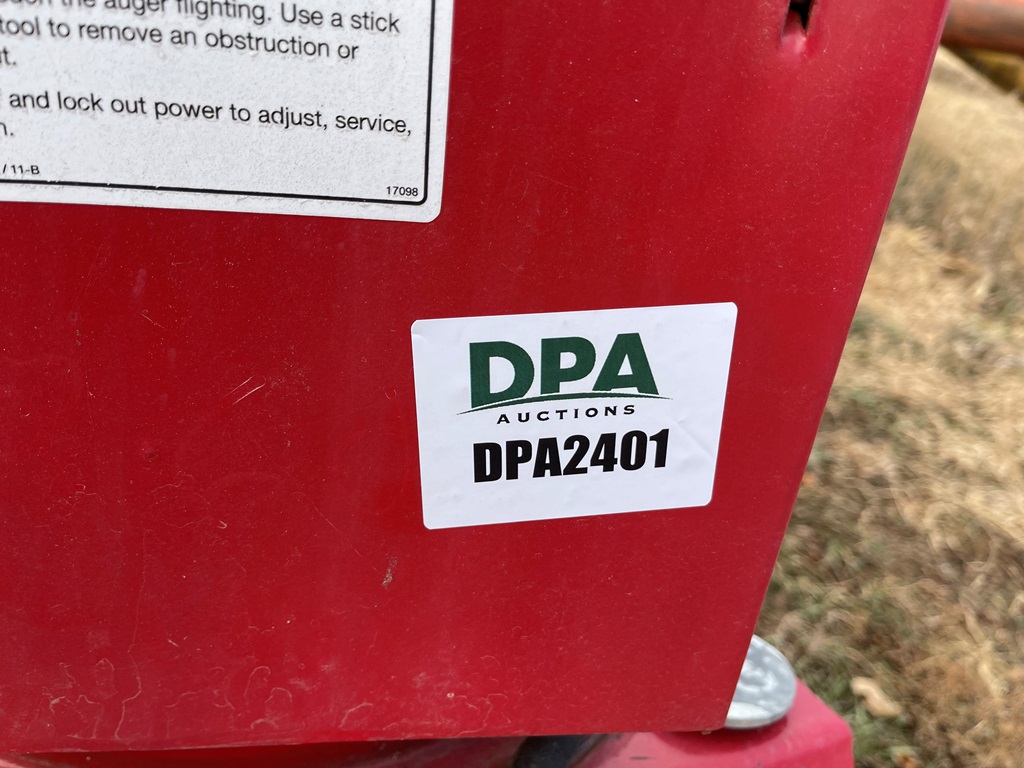 the auger flighting. Use a stick
tool to remove an obstruction or
and lock out power to adjust, service,
/ 11-B
17098
DPA
AUCTIONS
DPA2401